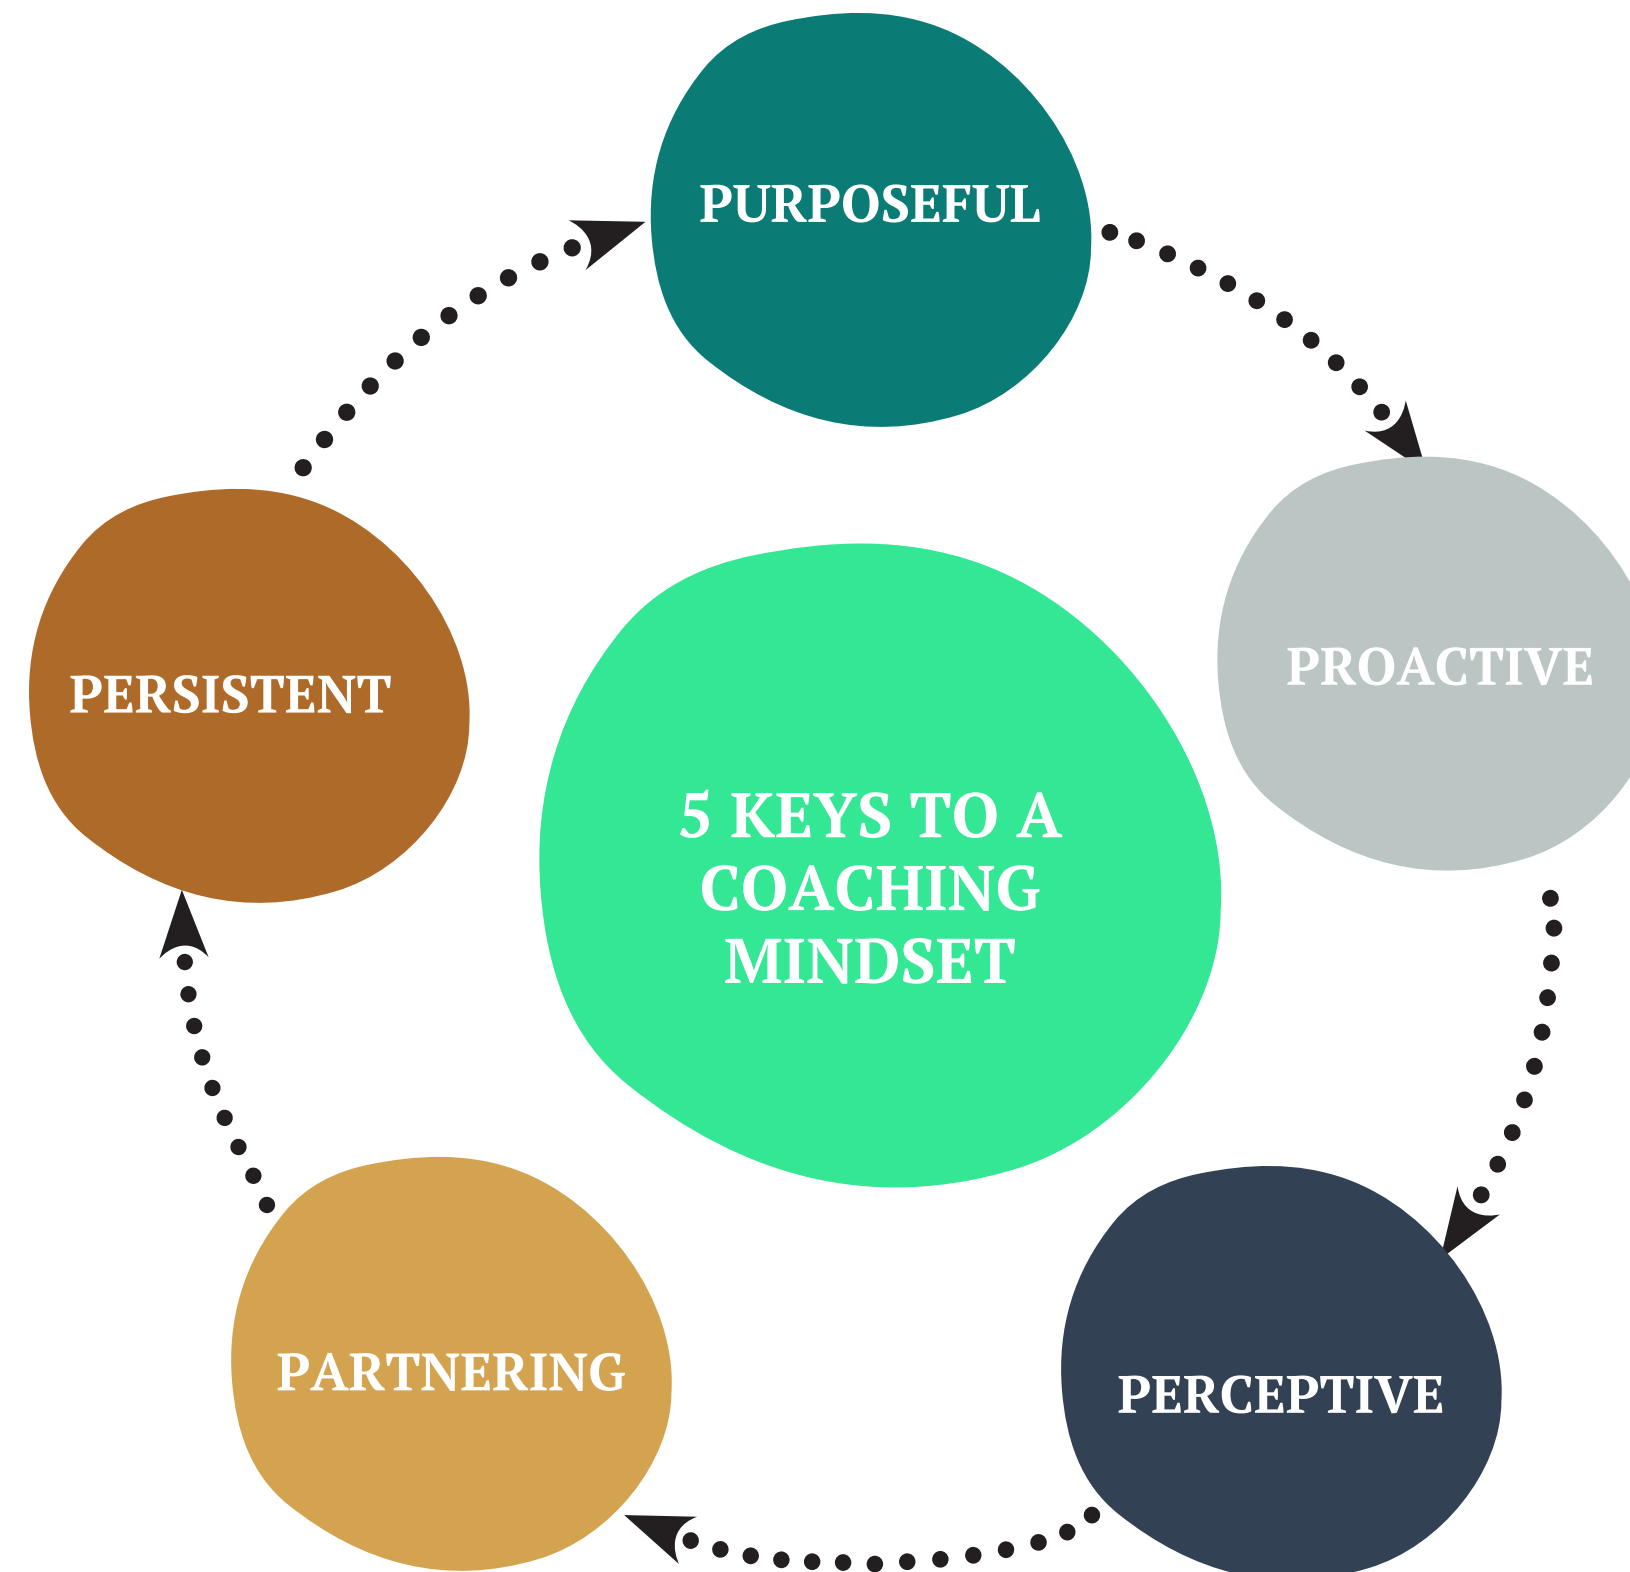 PURPOSEFUL
PROACTIVE
PERSISTENT
5 KEYS TO A
COACHING
MINDSET
PARTNERING
PERCEPTIVE